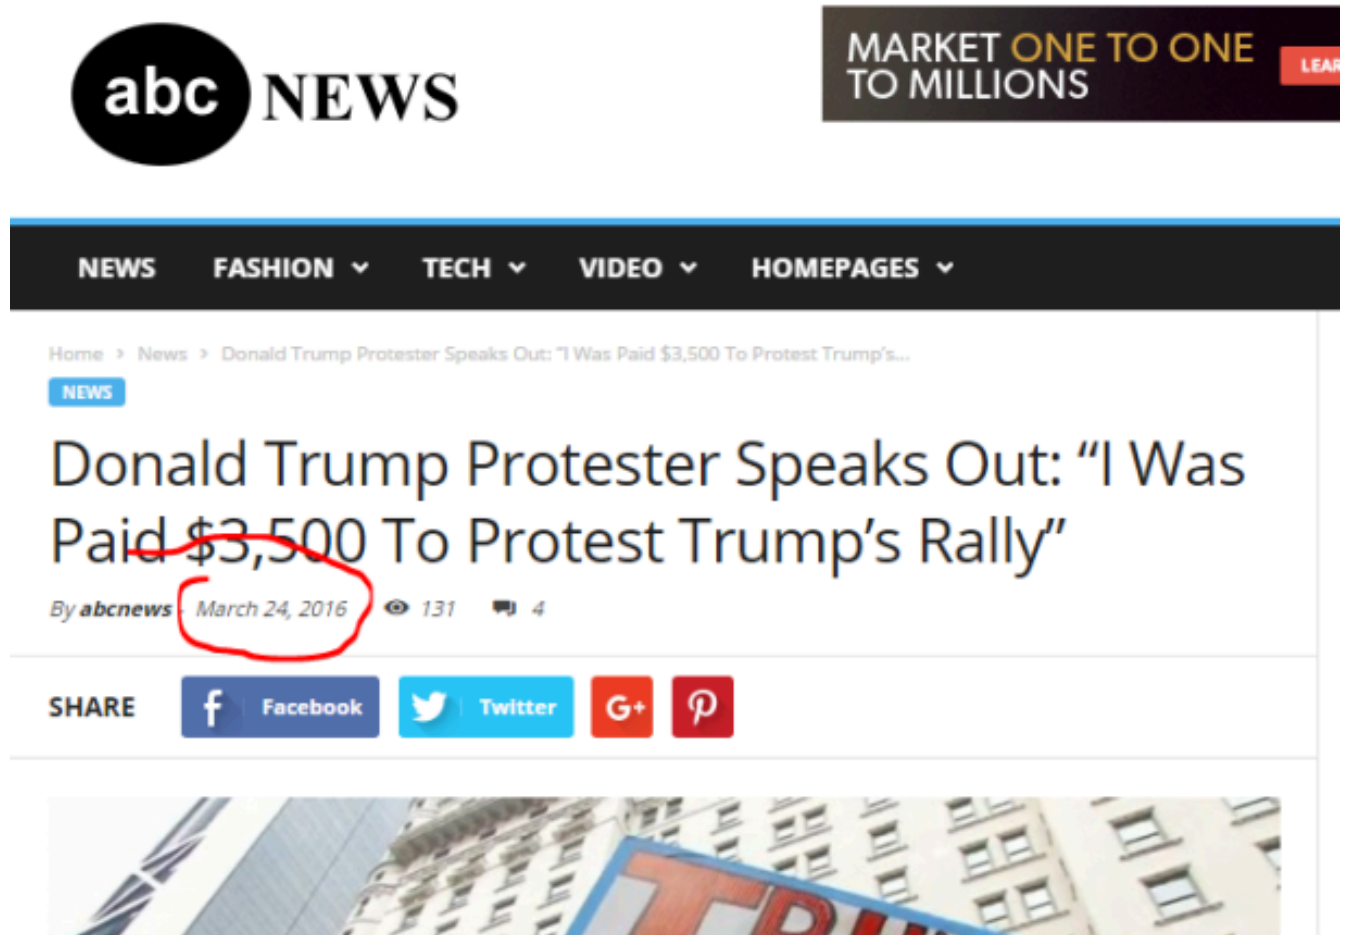 abc NEWS
MARKET ONE TO ONE
TO MILLIONS
LEAR
NEWS FASHION TECH VIDEO HOMEPAGES
Home > News > Donald Trump Protester Speaks Out: "I Was Paid $3,500 To Protest Trump's...
NEWS
Donald Trump Protester Speaks Out: “I Was
Paid $3,500 To Protest Trump’s Rally”
By abcnews - March 24, 2016 131 4
SHARE f Facebook Twitter G+
TRU